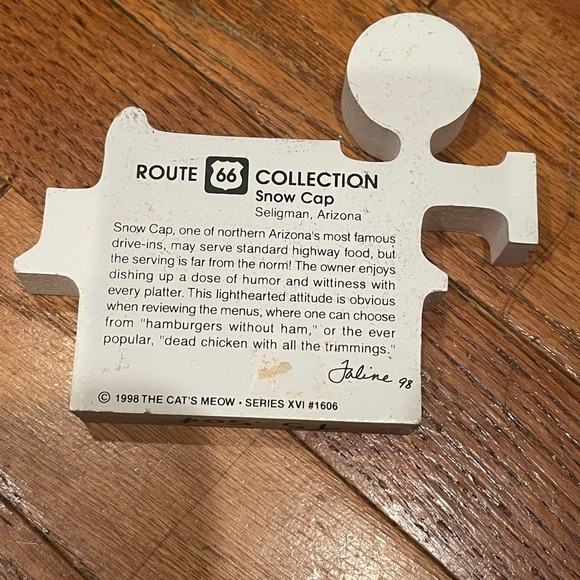 ROUTE 66 COLLECTION
Snow Cap
Seligman, Arizona
Snow Cap, one of northern Arizona's most famous
drive-ins, may serve standard highway food, but
the serving is far from the norm! The owner enjoys
dishing up a dose of humor and wittiness with
every platter. This lighthearted attitude is obvious
when reviewing the menus, where one can choose
from "hamburgers without ham," or the ever
popular, "dead chicken with all the trimmings."
Faline 98
© 1998 THE CAT'S MEOW • SERIES XVI #1606